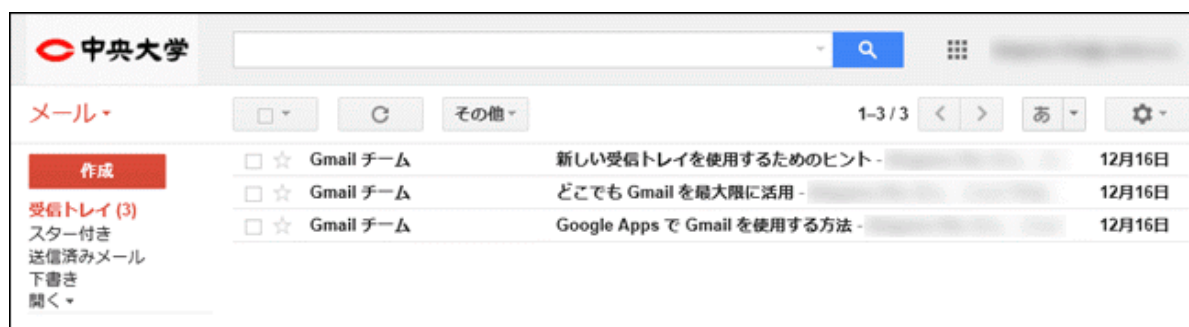 中央大学
メール
その他
1–3 / 3
あ
作成
Gmail チーム 新しい受信トレイを使用するためのヒント - 12月16日
Gmail チーム どこでも Gmail を最大限に活用 - 12月16日
Gmail チーム Google Apps で Gmail を使用する方法 - 12月16日
受信トレイ (3)
スター付き
送信済みメール
下書き
開く